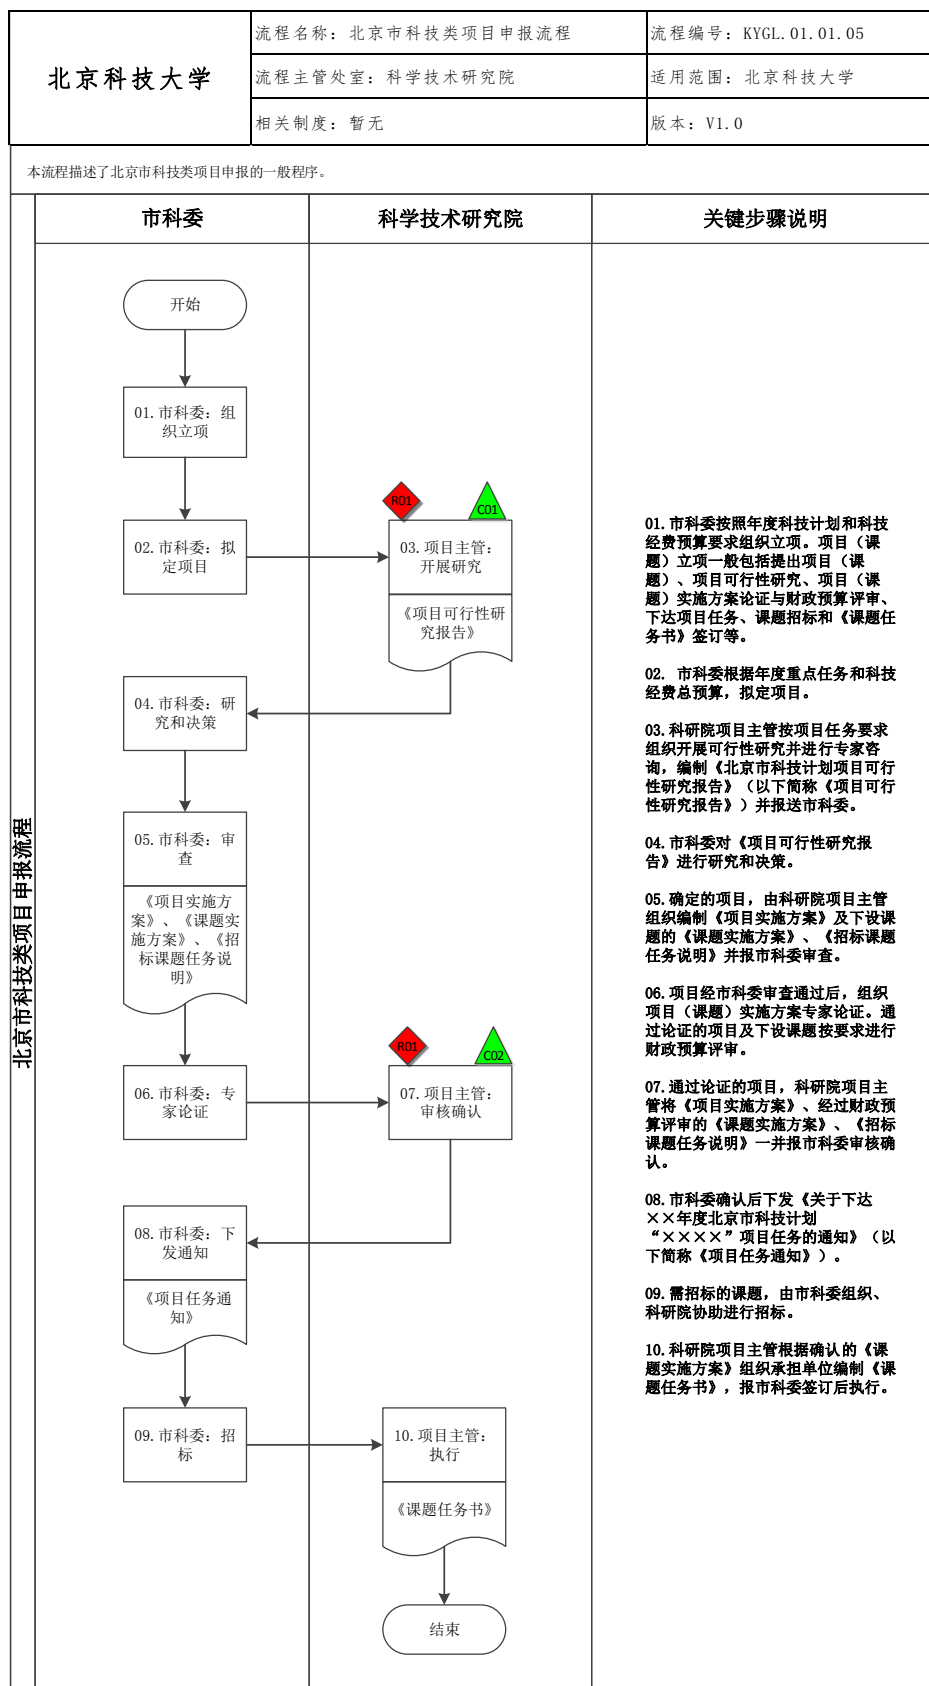 北京科技大学
流程名称：北京市科技类项目申报流程
流程编号：KYGL.01.01.05
流程主管处室：科学技术研究院
适用范围：北京科技大学
相关制度：暂无
版本：V1.0
本流程描述了北京市科技类项目申报的一般程序。
北京市科技类项目申报流程
市科委
科学技术研究院
关键步骤说明
开始
01.市科委：组
织立项
02.市科委：拟
定项目
R01
C01
03.项目主管：
开展研究
《项目可行性研
究报告》
04.市科委：研
究和决策
05.市科委：审
查
《项目实施方
案》、《课题实
施方案》、《招
标课题任务说
明》
06.市科委：专
家论证
R01
C02
07.项目主管：
审核确认
08.市科委：下
发通知
《项目任务通
知》
09.市科委：招
标
10.项目主管：
执行
《课题任务书》
结束
01.市科委按照年度科技计划和科技
经费预算要求组织立项。项目（课
题）立项一般包括提出项目（课
题）、项目可行性研究、项目（课
题）实施方案论证与财政预算评审、
下达项目任务、课题招标和《课题任
务书》签订等。
02. 市科委根据年度重点任务和科技
经费总预算，拟定项目。
03.科研院项目主管按项目任务要求
组织开展可行性研究并进行专家咨
询，编制《北京市科技计划项目可行
性研究报告》（以下简称《项目可行
性研究报告》）并报送市科委。
04.市科委对《项目可行性研究报
告》进行研究和决策。
05.确定的项目，由科研院项目主管
组织编制《项目实施方案》及下设课
题的《课题实施方案》、《招标课题
任务说明》并报市科委审查。
06.项目经市科委审查通过后，组织
项目（课题）实施方案专家论证。通
过论证的项目及下设课题按要求进行
财政预算评审。
07.通过论证的项目，科研院项目主
管将《项目实施方案》、经过财政预
算评审的《课题实施方案》、《招标
课题任务说明》一并报市科委审核确
认。
08.市科委确认后下发《关于下达
××年度北京市科技计划
“××××”项目任务的通知》（以
下简称《项目任务通知》）。
09.需招标的课题，由市科委组织、
科研院协助进行招标。
10.科研院项目主管根据确认的《课
题实施方案》组织承担单位编制《课
题任务书》，报市科委签订后执行。